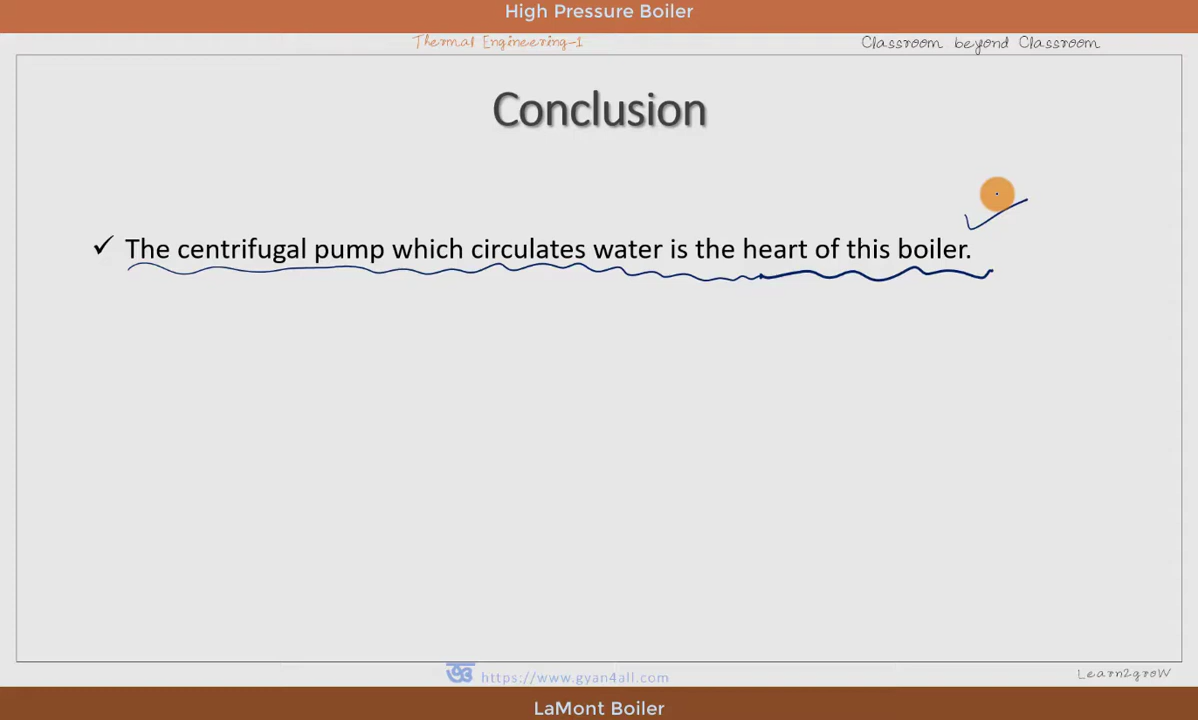 High Pressure Boiler
Thermal Engineering-1
Classroom beyond Classroom
Conclusion
✓ The centrifugal pump which circulates water is the heart of this boiler.
https://www.gyan4all.com
Learn2groW
LaMont Boiler